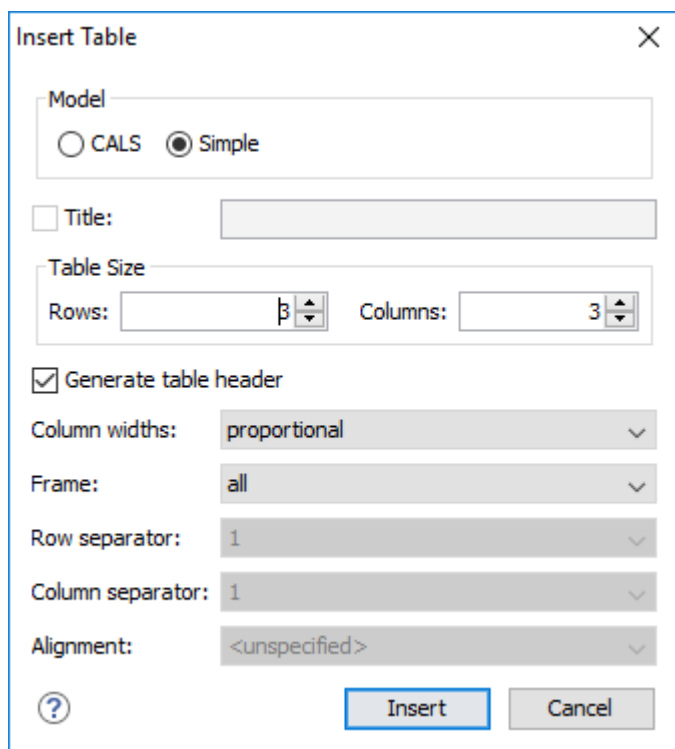 Insert Table
Model
CALS Simple
Title:
Table Size
Rows: 3 Columns: 3
Generate table header
Column widths: proportional
Frame: all
Row separator: 1
Column separator: 1
Alignment: <unspecified>
? Insert Cancel